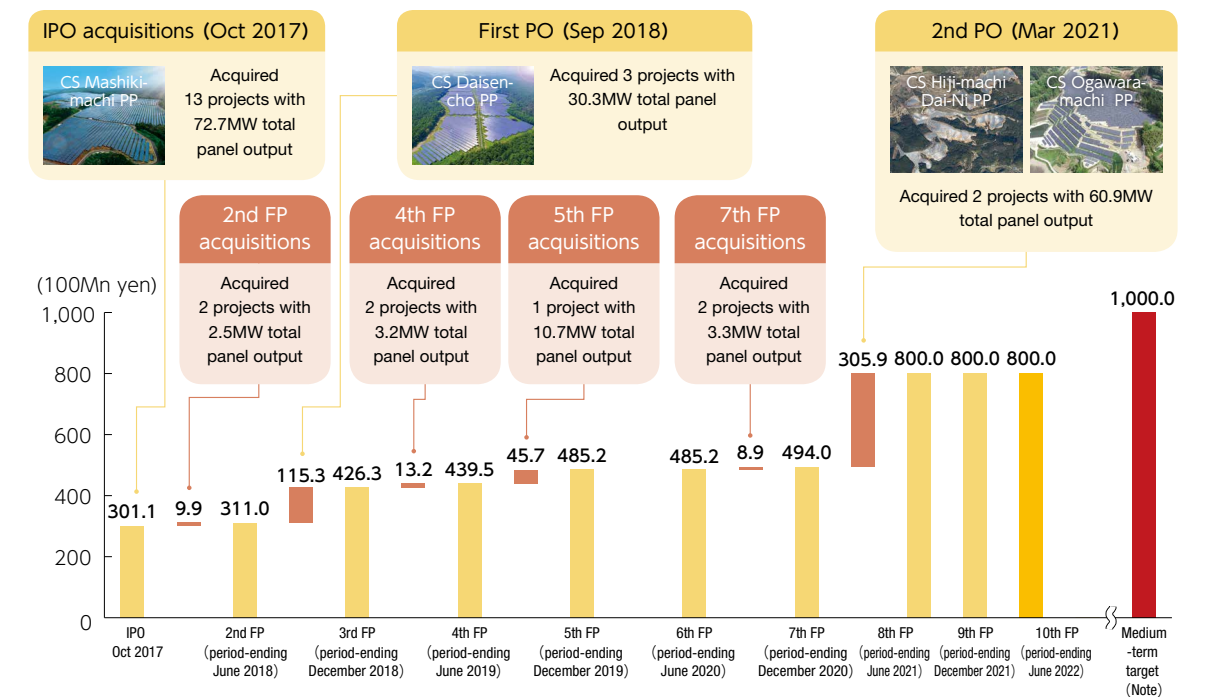 IPO acquisitions (Oct 2017)
CS Mashiki-
machi PP
Acquired
13 projects with
72.7MW total
panel output
First PO (Sep 2018)
CS Daisen-
cho PP
Acquired 3 projects with
30.3MW total panel
output
2nd PO (Mar 2021)
CS Hiji-machi
Dai-Ni PP
CS Ogawara-
machi PP
Acquired 2 projects with 60.9MW
total panel output
2nd FP
acquisitions
Acquired
2 projects with
2.5MW total
panel output
4th FP
acquisitions
Acquired
2 projects with
3.2MW total
panel output
5th FP
acquisitions
Acquired
1 project with
10.7MW total
panel output
7th FP
acquisitions
Acquired
2 projects with
3.3MW total
panel output
(100Mn yen)
1,000
800
600
400
200
0
301.1
9.9
311.0
115.3
426.3
13.2
439.5
45.7
485.2
485.2
8.9
494.0
305.9
800.0
800.0
800.0
1,000.0
IPO
Oct 2017
2nd FP
(period-ending
June 2018)
3rd FP
(period-ending
December 2018)
4th FP
(period-ending
June 2019)
5th FP
(period-ending
December 2019)
6th FP
(period-ending
June 2020)
7th FP
(period-ending
December 2020)
8th FP
(period-ending
June 2021)
9th FP
(period-ending
December 2021)
10th FP
(period-ending
June 2022)
Medium
-term
target
(Note)